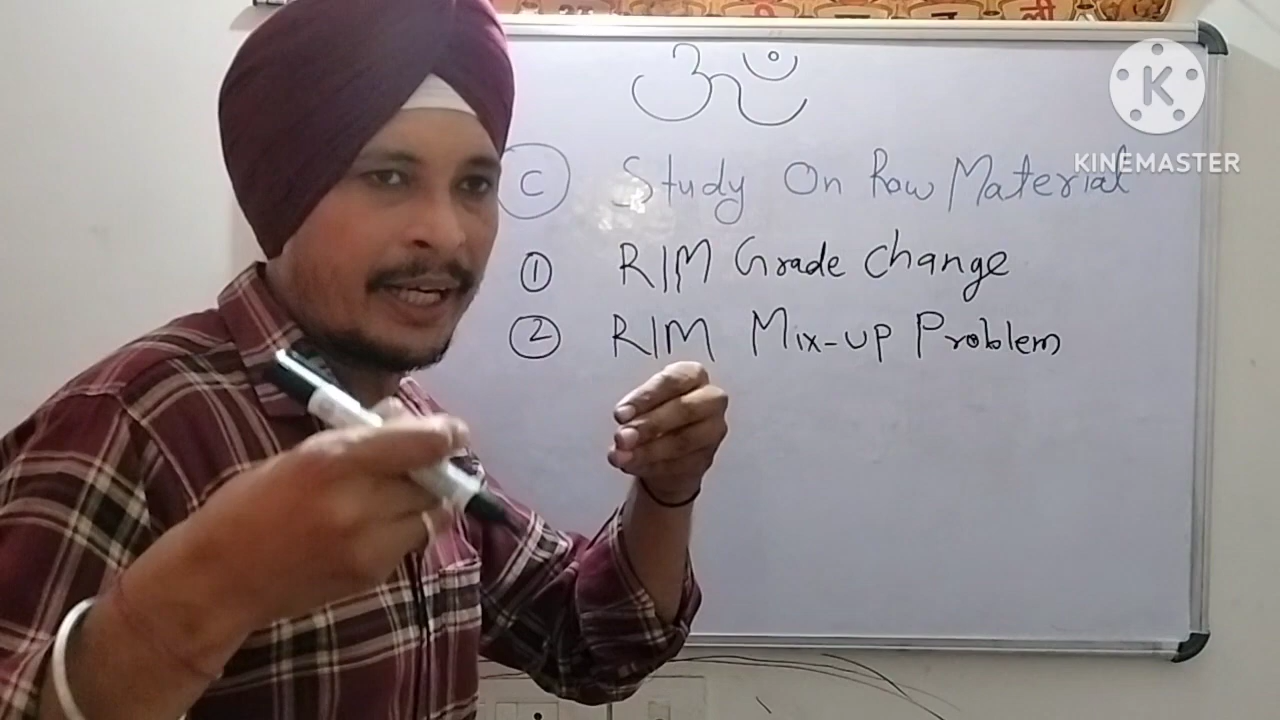 ॐ
C Study On Raw Material
1 R/M Grade Change
2 R/M Mix-up Problem
K
KINEMASTER